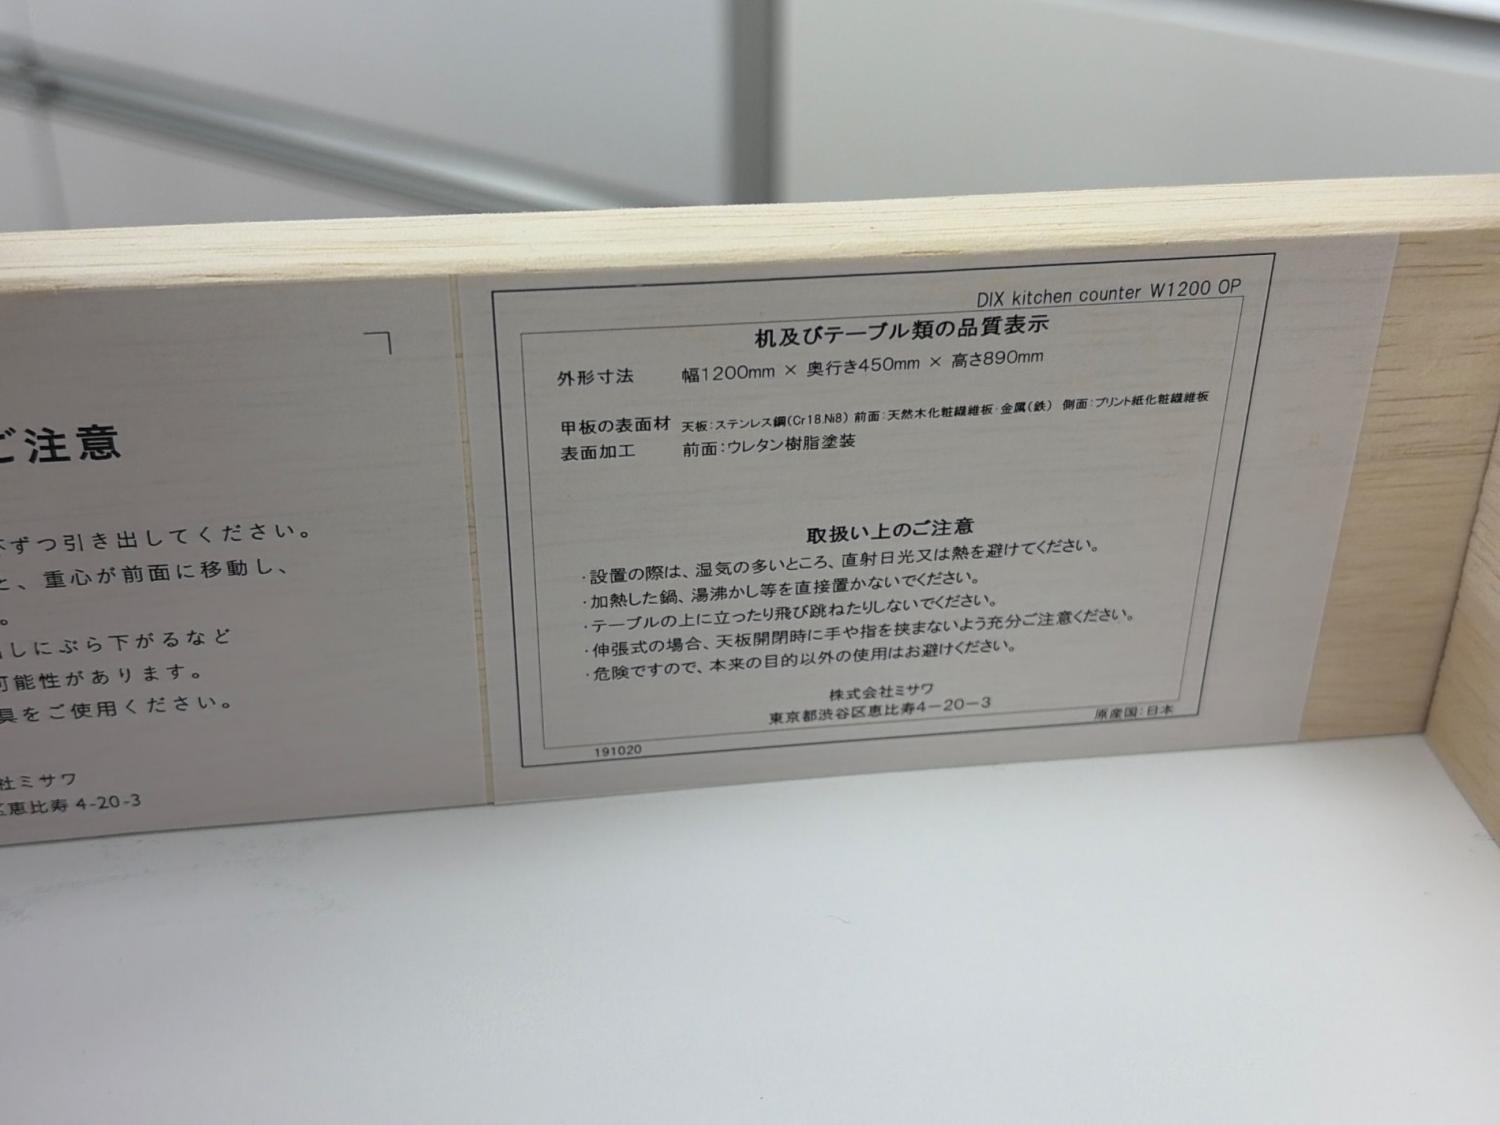 ご注意
ずつ引き出してください。
と、重心が前面に移動し、
。
しにぶら下がるなど
可能性があります。
具をご使用ください。
社ミサワ
区恵比寿 4-20-3
DIX kitchen counter W1200 OP
机及びテーブル類の品質表示
外形寸法 幅1200mm × 奥行き450mm × 高さ890mm
甲板の表面材 天板:ステンレス鋼(Cr18.Ni8) 前面:天然木化粧繊維板・金属(鉄) 側面:プリント紙化粧繊維板
表面加工 前面:ウレタン樹脂塗装
取扱い上のご注意
・設置の際は、湿気の多いところ、直射日光又は熱を避けてください。
・加熱した鍋、湯沸かし等を直接置かないでください。
・テーブルの上に立ったり飛び跳ねたりしないでください。
・伸張式の場合、天板開閉時に手や指を挟まないよう充分ご注意ください。
・危険ですので、本来の目的以外の使用はお避けください。
株式会社ミサワ
東京都渋谷区恵比寿4-20-3
原産国:日本
191020